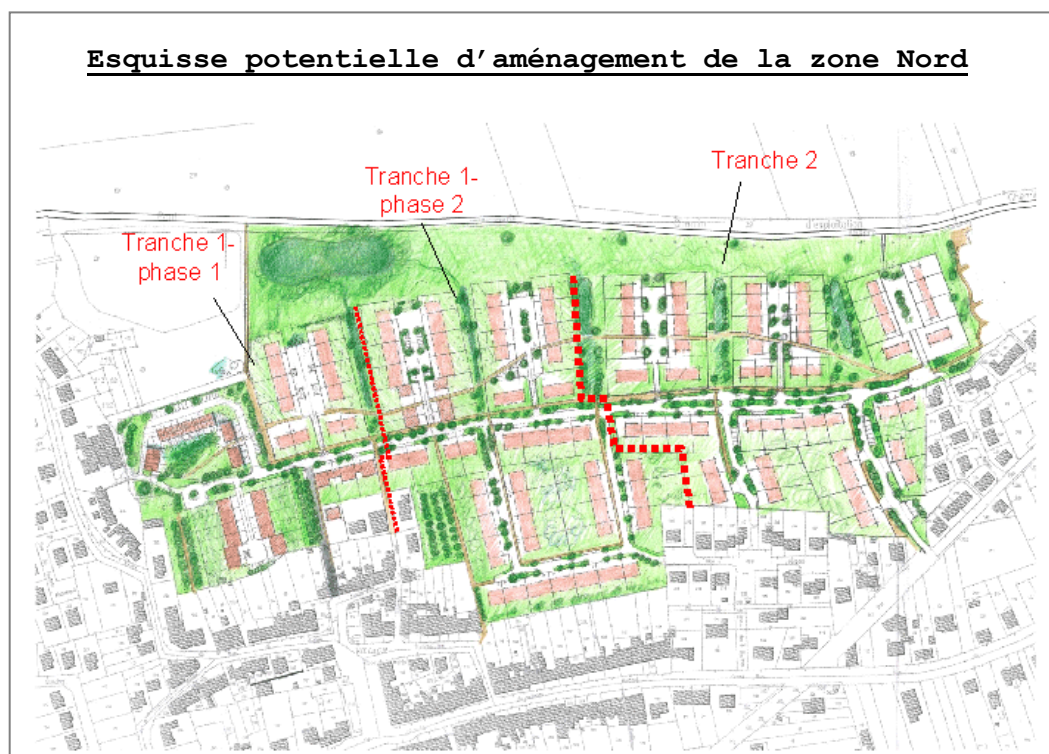 Esquisse potentielle d’aménagement de la zone Nord
Tranche 2
Tranche 1-
phase 2
Tranche 1-
phase 1